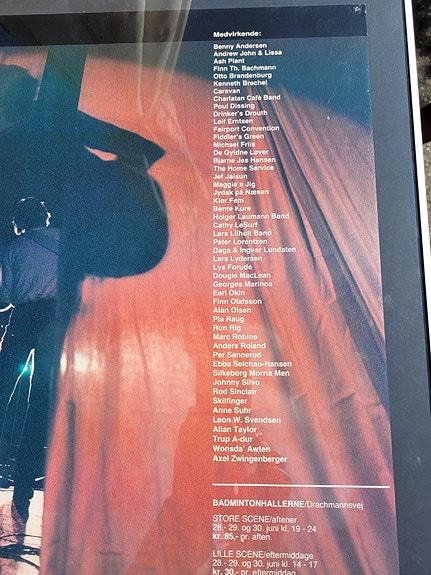 Medvirkende:
Benny Andersen
Andrew John & Lissa
Ash Plant
Finn Th. Bachmann
Otto Brandenburg
Kenneth Brechel
Caravan
Charlatan Café Band
Poul Dissing
Drinker's Drouth
Leif Erntsen
Fairport Convention
Fiddler's Green
Michael Friis
De Gyldne Løver
Bjarne Jes Hansen
The Home Service
Jef Jaisun
Maggie's Jig
Jydsk på Næsen
Klar Fem
Bente Kure
Holger Laumann Band
Cathy LeSurf
Lars Lilholt Band
Peter Lorentzen
Daga & Ingvar Lundsten
Lars Lydersen
Lys Forude
Dougie MacLean
Georges Marinos
Earl Okin
Finn Olafsson
Alan Olsen
Pia Raug
Run Rig
Marc Robine
Anders Roland
Per Sannerud
Ebba Selchau-Hansen
Silkeborg Morris Men
Johnny Silvo
Rod Sinclair
Skilfinger
Anne Suhr
Leon W. Svendsen
Allan Taylor
Trup A-dur
Wonsda' Awten
Axel Zwingenberger
BADMINTONHALLERNE/Drachmannsvej
STORE SCENE/aftener
28.- 29. og 30. juni kl. 19 - 24
kr. 85,- pr. aften.
LILLE SCENE/eftermiddage
28.- 29. og 30. juni kl. 14 - 17
kr. 30,- pr. eftermiddag